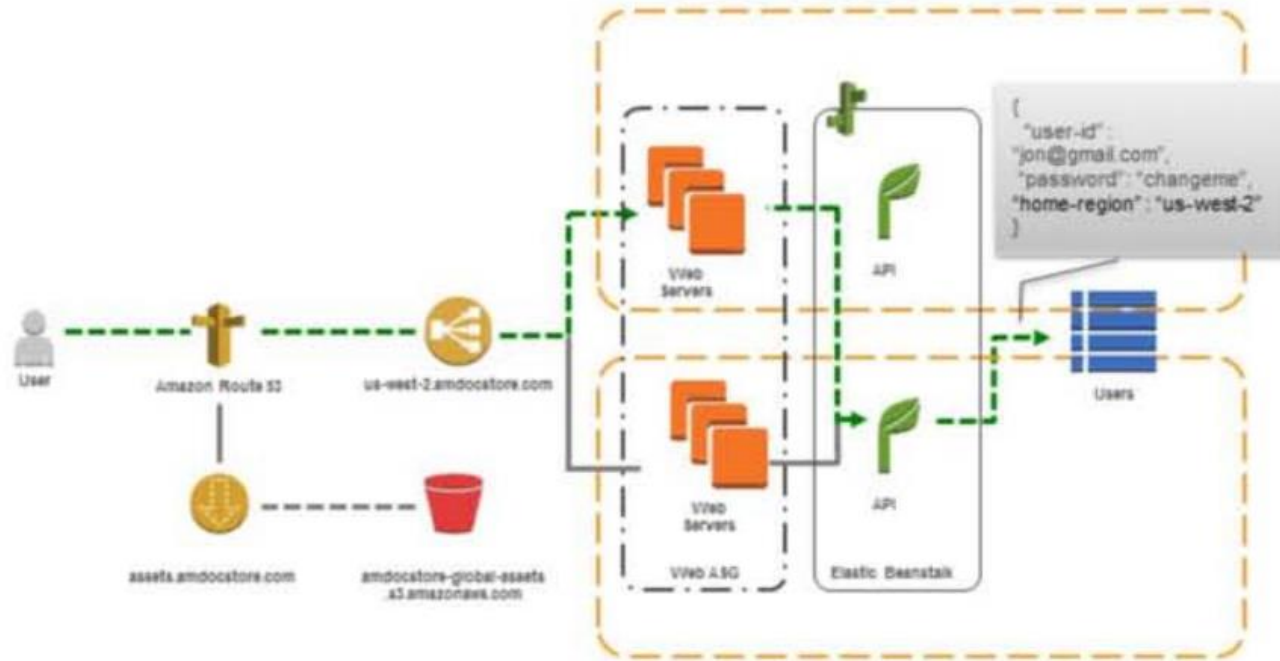 {
"user-id" :
"jon@gmail.com",
"password" : "changeme",
"home-region" : "us-west-2"
}
Web
Servers
API
User
Amazon Route 53
us-west-2.amdocstore.com
Users
Web
Servers
API
assets.amdocstore.com
amdocstore-global-assets
.s3.amazonaws.com
Web ASG
Elastic Beanstalk